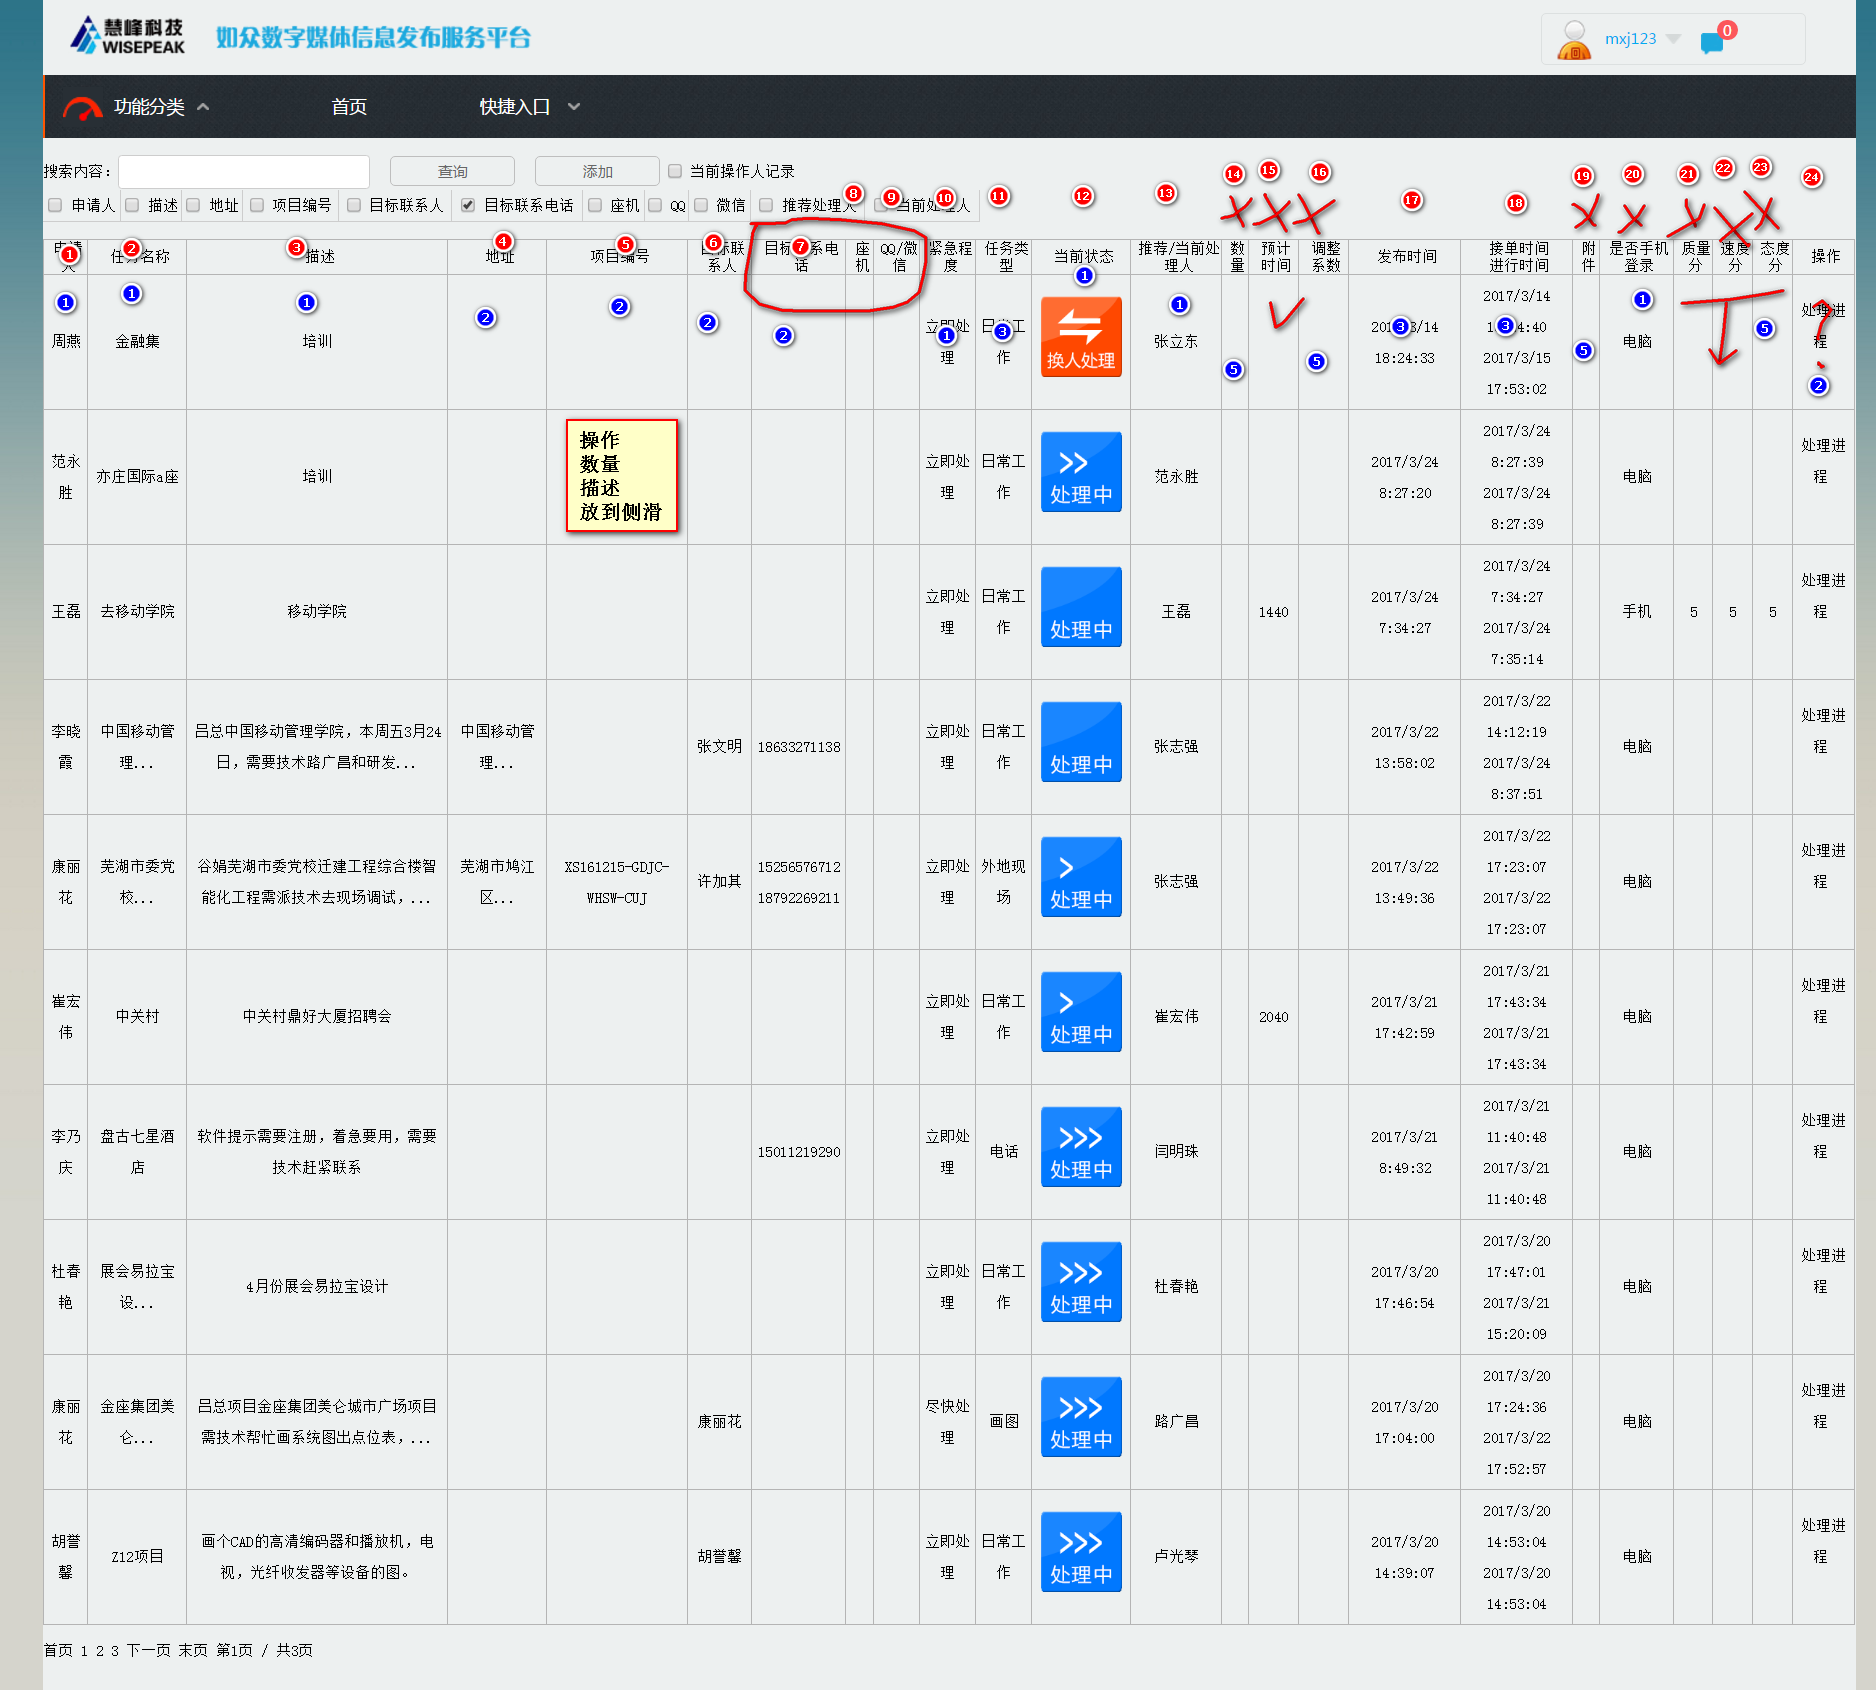 慧峰科技
WISEPEAK
如众数字媒体信息发布服务平台
mxj123
0
功能分类 首页 快捷入口
搜索内容： 查询 添加 当前操作人记录
申请人 描述 地址 项目编号 目标联系人 目标联系电话 座机 QQ 微信 推荐处理人 当前处理人
8 9 10 11 12 13 14 15 16 17 18 19 20 21 22 23 24
1 2 3 4 5 6 7
申请人 任务名称 描述 地址 项目编号 目标联系人 目标联系电话 座机 QQ/微信 紧急程度 任务类型 当前状态 推荐/当前处理人 数量 预计时间 调整系数 发布时间 接单时间 进行时间 附件 是否手机登录 质量分 速度分 态度分 操作
1 1 1 2 2 2 2 1 3 1 1 5 5 3 3 5 1 5 2
周燕 金融集 培训 立即处理 日常工作 换人处理 张立东 18:24:33 2017/3/14 2017/3/15 17:53:02 电脑 处理进程
操作
数量
描述
放到侧滑
范永胜 亦庄国际a座 培训 立即处理 日常工作 处理中 范永胜 2017/3/24 8:27:20 2017/3/24 8:27:39 2017/3/24 8:27:39 电脑 处理进程
王磊 去移动学院 移动学院 立即处理 日常工作 处理中 王磊 1440 2017/3/24 7:34:27 2017/3/24 7:34:27 2017/3/24 7:35:14 手机 5 5 5 处理进程
李晓霞 中国移动管理... 吕总中国移动管理学院，本周五3月24日，需要技术路广昌和研发... 中国移动管理... 张文明 18633271138 立即处理 日常工作 处理中 张志强 2017/3/22 13:58:02 2017/3/22 14:12:19 2017/3/24 8:37:51 电脑 处理进程
康丽花 芜湖市委党校... 谷娟芜湖市委党校迁建工程综合楼智能化工程需派技术去现场调试，... 芜湖市鸠江区... XS161215-GDJC-WHSW-CUJ 许加其 15256576712 18792269211 立即处理 外地现场 处理中 张志强 2017/3/22 13:49:36 2017/3/22 17:23:07 2017/3/22 17:23:07 电脑 处理进程
崔宏伟 中关村 中关村鼎好大厦招聘会 立即处理 日常工作 处理中 崔宏伟 2040 2017/3/21 17:42:59 2017/3/21 17:43:34 2017/3/21 17:43:34 电脑 处理进程
李乃庆 盘古七星酒店 软件提示需要注册，着急要用，需要技术赶紧联系 15011219290 立即处理 电话 处理中 闫明珠 2017/3/21 8:49:32 2017/3/21 11:40:48 2017/3/21 11:40:48 电脑 处理进程
杜春艳 展会易拉宝设... 4月份展会易拉宝设计 立即处理 日常工作 处理中 杜春艳 2017/3/20 17:46:54 2017/3/20 17:47:01 2017/3/21 15:20:09 电脑 处理进程
康丽花 金座集团美仑... 吕总项目金座集团美仑城市广场项目需技术帮忙画系统图出点位表，... 康丽花 尽快处理 画图 处理中 路广昌 2017/3/20 17:04:00 2017/3/20 17:24:36 2017/3/22 17:52:57 电脑 处理进程
胡誉馨 Z12项目 画个CAD的高清编码器和播放机，电视，光纤收发器等设备的图。 胡誉馨 立即处理 日常工作 处理中 卢光琴 2017/3/20 14:39:07 2017/3/20 14:53:04 2017/3/20 14:53:04 电脑 处理进程
首页 1 2 3 下一页 末页 第1页 / 共3页